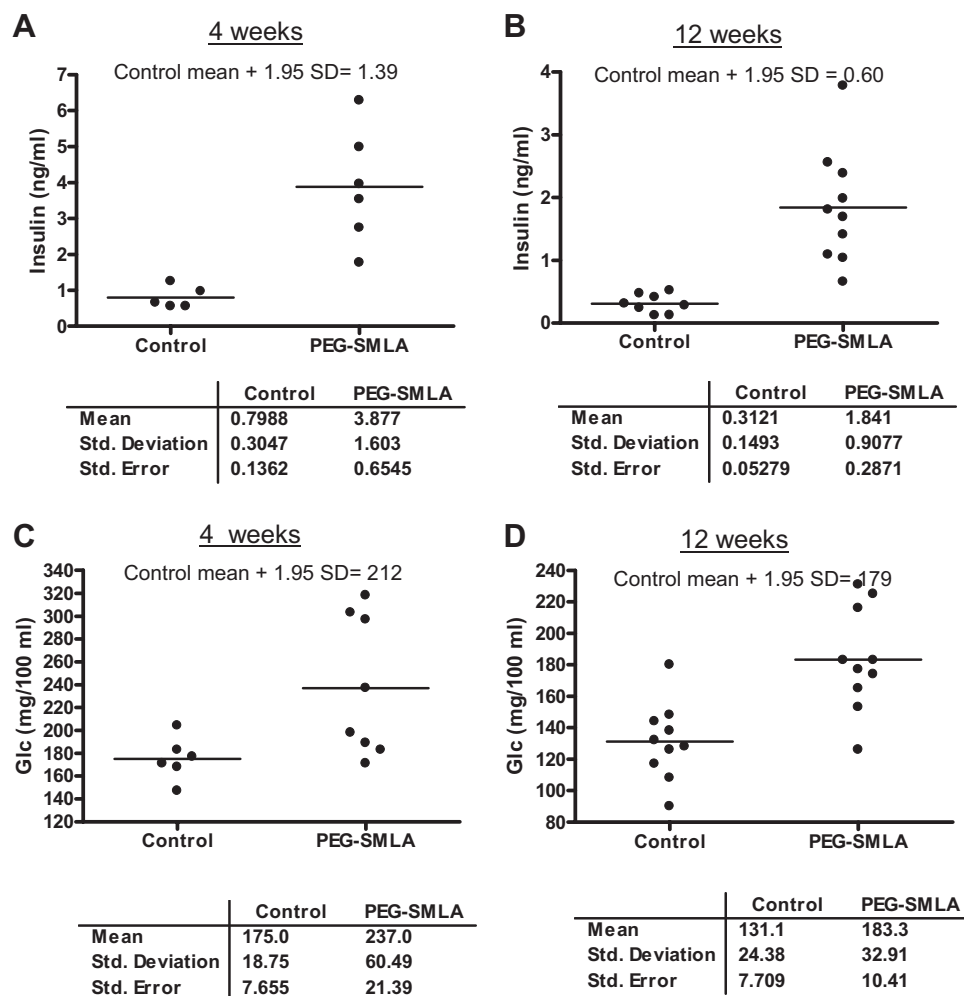 A
4 weeks
Control mean + 1.95 SD= 1.39
7
6
5
4
3
2
1
0
Insulin (ng/ml)
Control PEG-SMLA
Control PEG-SMLA
Mean 0.7988 3.877
Std. Deviation 0.3047 1.603
Std. Error 0.1362 0.6545
B
12 weeks
Control mean + 1.95 SD = 0.60
4
3
2
1
0
Insulin (ng/ml)
Control PEG-SMLA
Control PEG-SMLA
Mean 0.3121 1.841
Std. Deviation 0.1493 0.9077
Std. Error 0.05279 0.2871
C
4 weeks
Control mean + 1.95 SD= 212
340
320
300
280
260
240
220
200
180
160
140
120
Glc (mg/100 ml)
Control PEG-SMLA
Control PEG-SMLA
Mean 175.0 237.0
Std. Deviation 18.75 60.49
Std. Error 7.655 21.39
D
12 weeks
Control mean + 1.95 SD= 179
240
220
200
180
160
140
120
100
80
Glc (mg/100 ml)
Control PEG-SMLA
Control PEG-SMLA
Mean 131.1 183.3
Std. Deviation 24.38 32.91
Std. Error 7.709 10.41